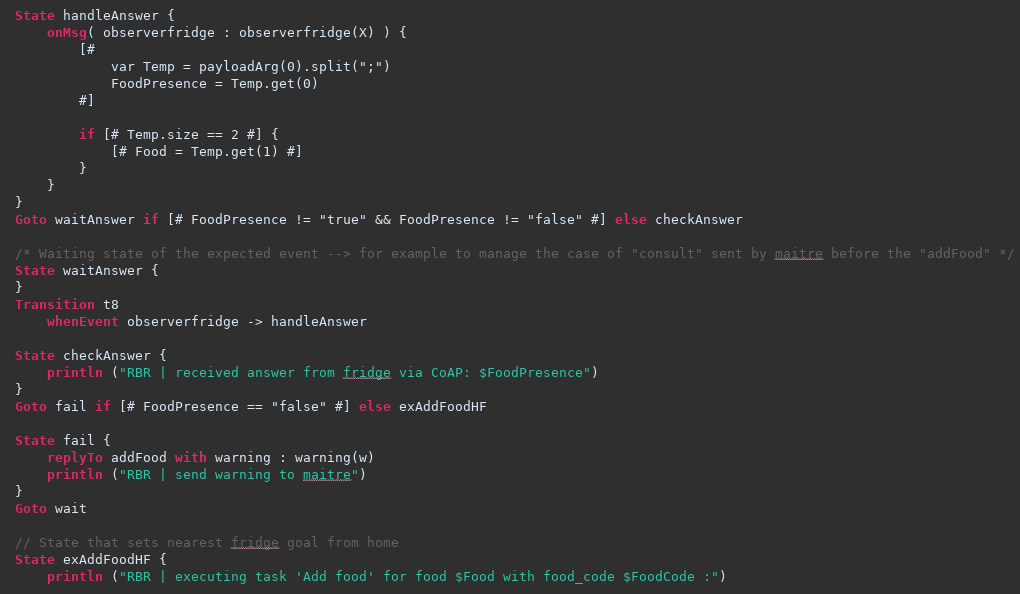 State handleAnswer {
    onMsg( observerfridge : observerfridge(X) ) {
        [#
            var Temp = payloadArg(0).split(";")
            FoodPresence = Temp.get(0)
        #]

        if [# Temp.size == 2 #] {
            [# Food = Temp.get(1) #]
        }
    }
}
Goto waitAnswer if [# FoodPresence != "true" && FoodPresence != "false" #] else checkAnswer

/* Waiting state of the expected event --> for example to manage the case of "consult" sent by maitre before the "addFood" */
State waitAnswer {
}
Transition t8
    whenEvent observerfridge -> handleAnswer

State checkAnswer {
    println ("RBR | received answer from fridge via CoAP: $FoodPresence")
}
Goto fail if [# FoodPresence == "false" #] else exAddFoodHF

State fail {
    replyTo addFood with warning : warning(w)
    println ("RBR | send warning to maitre")
}
Goto wait

// State that sets nearest fridge goal from home
State exAddFoodHF {
    println ("RBR | executing task 'Add food' for food $Food with food_code $FoodCode :")